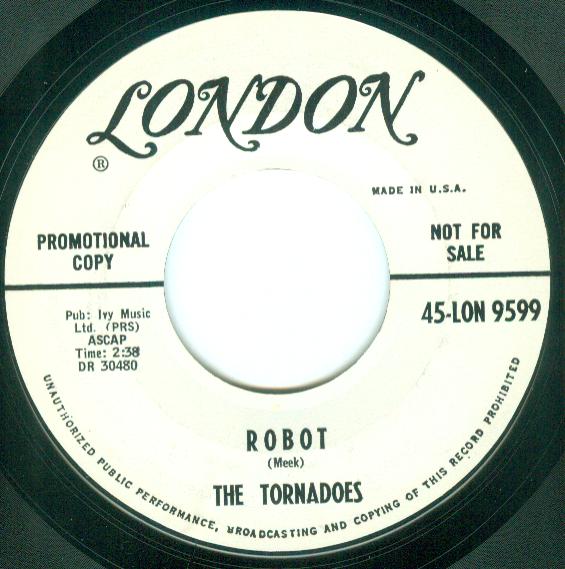 LONDON
®
MADE IN U.S.A.
PROMOTIONAL
COPY
NOT FOR
SALE
Pub: Ivy Music
Ltd. (PRS)
ASCAP
Time: 2:38
DR 30480
45-LON 9599
ROBOT
(Meek)
THE TORNADOES
UNAUTHORIZED PUBLIC PERFORMANCE, BROADCASTING AND COPYING OF THIS RECORD PROHIBITED